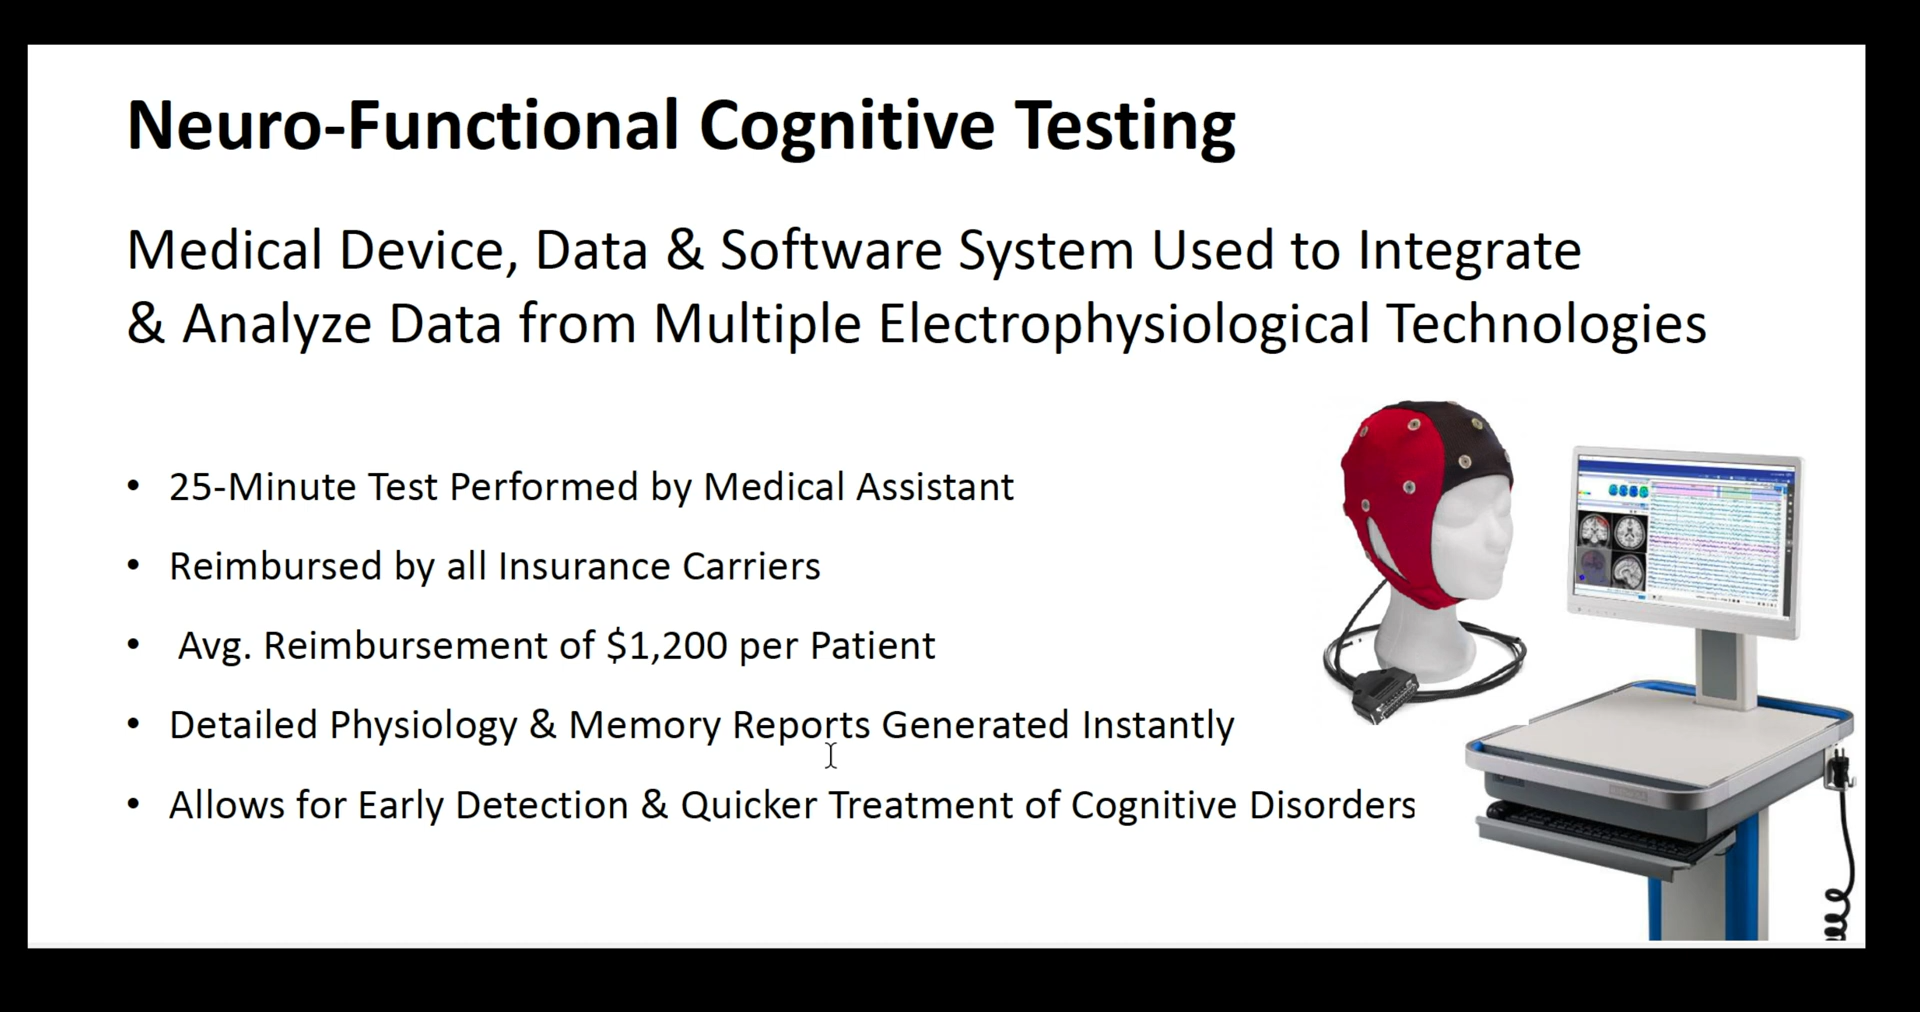 Neuro-Functional Cognitive Testing
Medical Device, Data & Software System Used to Integrate
& Analyze Data from Multiple Electrophysiological Technologies
• 25-Minute Test Performed by Medical Assistant
• Reimbursed by all Insurance Carriers
• Avg. Reimbursement of $1,200 per Patient
• Detailed Physiology & Memory Reports Generated Instantly
• Allows for Early Detection & Quicker Treatment of Cognitive Disorders